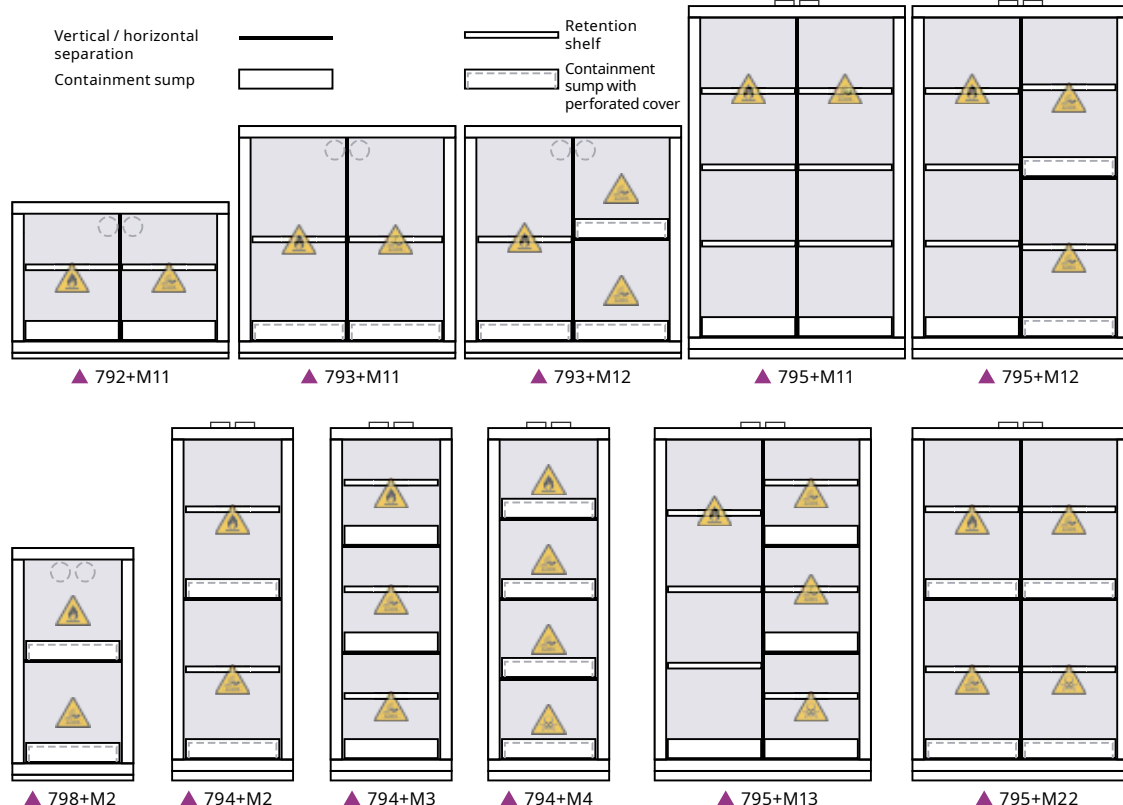 Vertical / horizontal
separation
Containment sump
Retention
shelf
Containment
sump with
perforated cover
▲ 792+M11
▲ 793+M11
▲ 793+M12
▲ 795+M11
▲ 795+M12
▲ 798+M2
▲ 794+M2
▲ 794+M3
▲ 794+M4
▲ 795+M13
▲ 795+M22